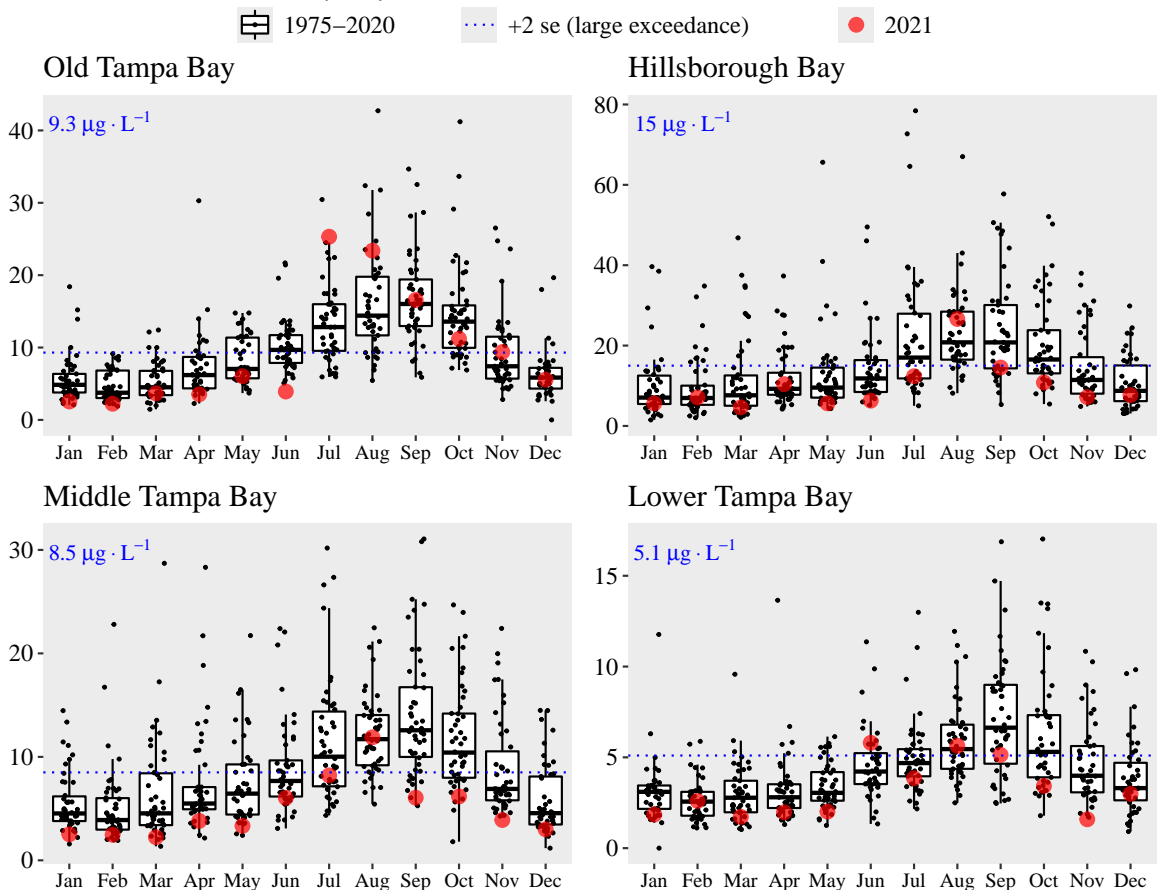 1975–2020 +2 se (large exceedance) 2021
Old Tampa Bay
9.3 μg · L⁻¹
40
30
20
10
0
Jan Feb Mar Apr May Jun Jul Aug Sep Oct Nov Dec
Hillsborough Bay
15 μg · L⁻¹
80
60
40
20
0
Jan Feb Mar Apr May Jun Jul Aug Sep Oct Nov Dec
Middle Tampa Bay
8.5 μg · L⁻¹
30
20
10
0
Jan Feb Mar Apr May Jun Jul Aug Sep Oct Nov Dec
Lower Tampa Bay
5.1 μg · L⁻¹
15
10
5
0
Jan Feb Mar Apr May Jun Jul Aug Sep Oct Nov Dec